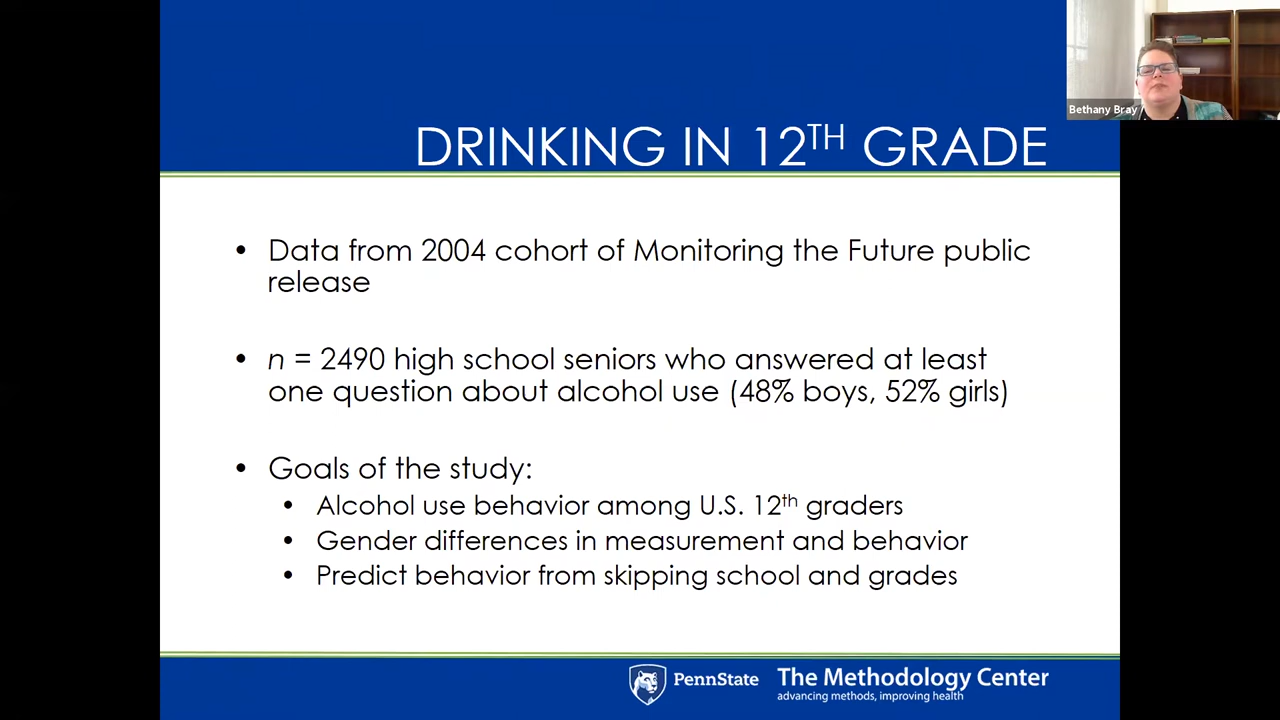 Bethany Bray
DRINKING IN 12TH GRADE
• Data from 2004 cohort of Monitoring the Future public
release
• n = 2490 high school seniors who answered at least
one question about alcohol use (48% boys, 52% girls)
• Goals of the study:
• Alcohol use behavior among U.S. 12th graders
• Gender differences in measurement and behavior
• Predict behavior from skipping school and grades
PennState
The Methodology Center
advancing methods, improving health